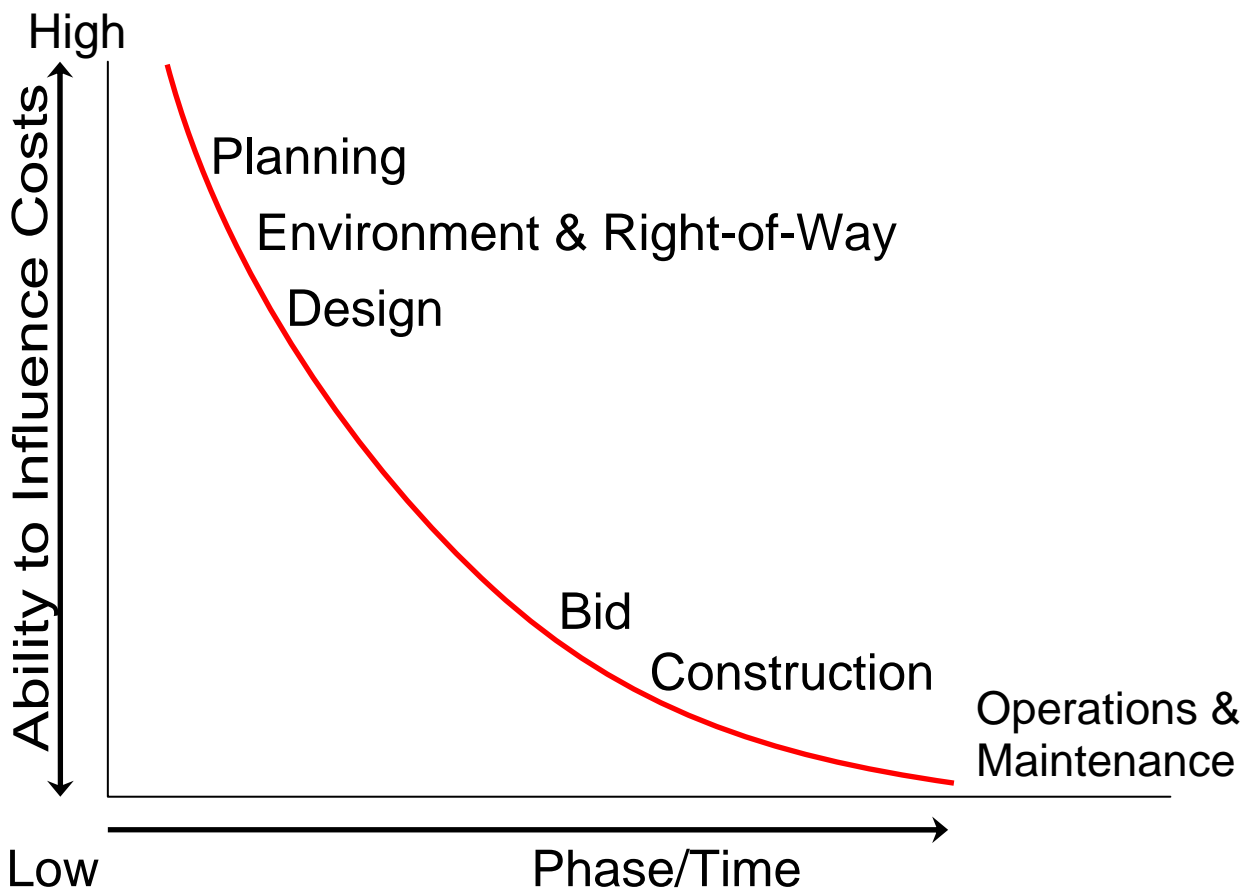 High
Ability to Influence Costs
Planning
Environment & Right-of-Way
Design
Bid
Construction
Operations &
Maintenance
Low
Phase/Time